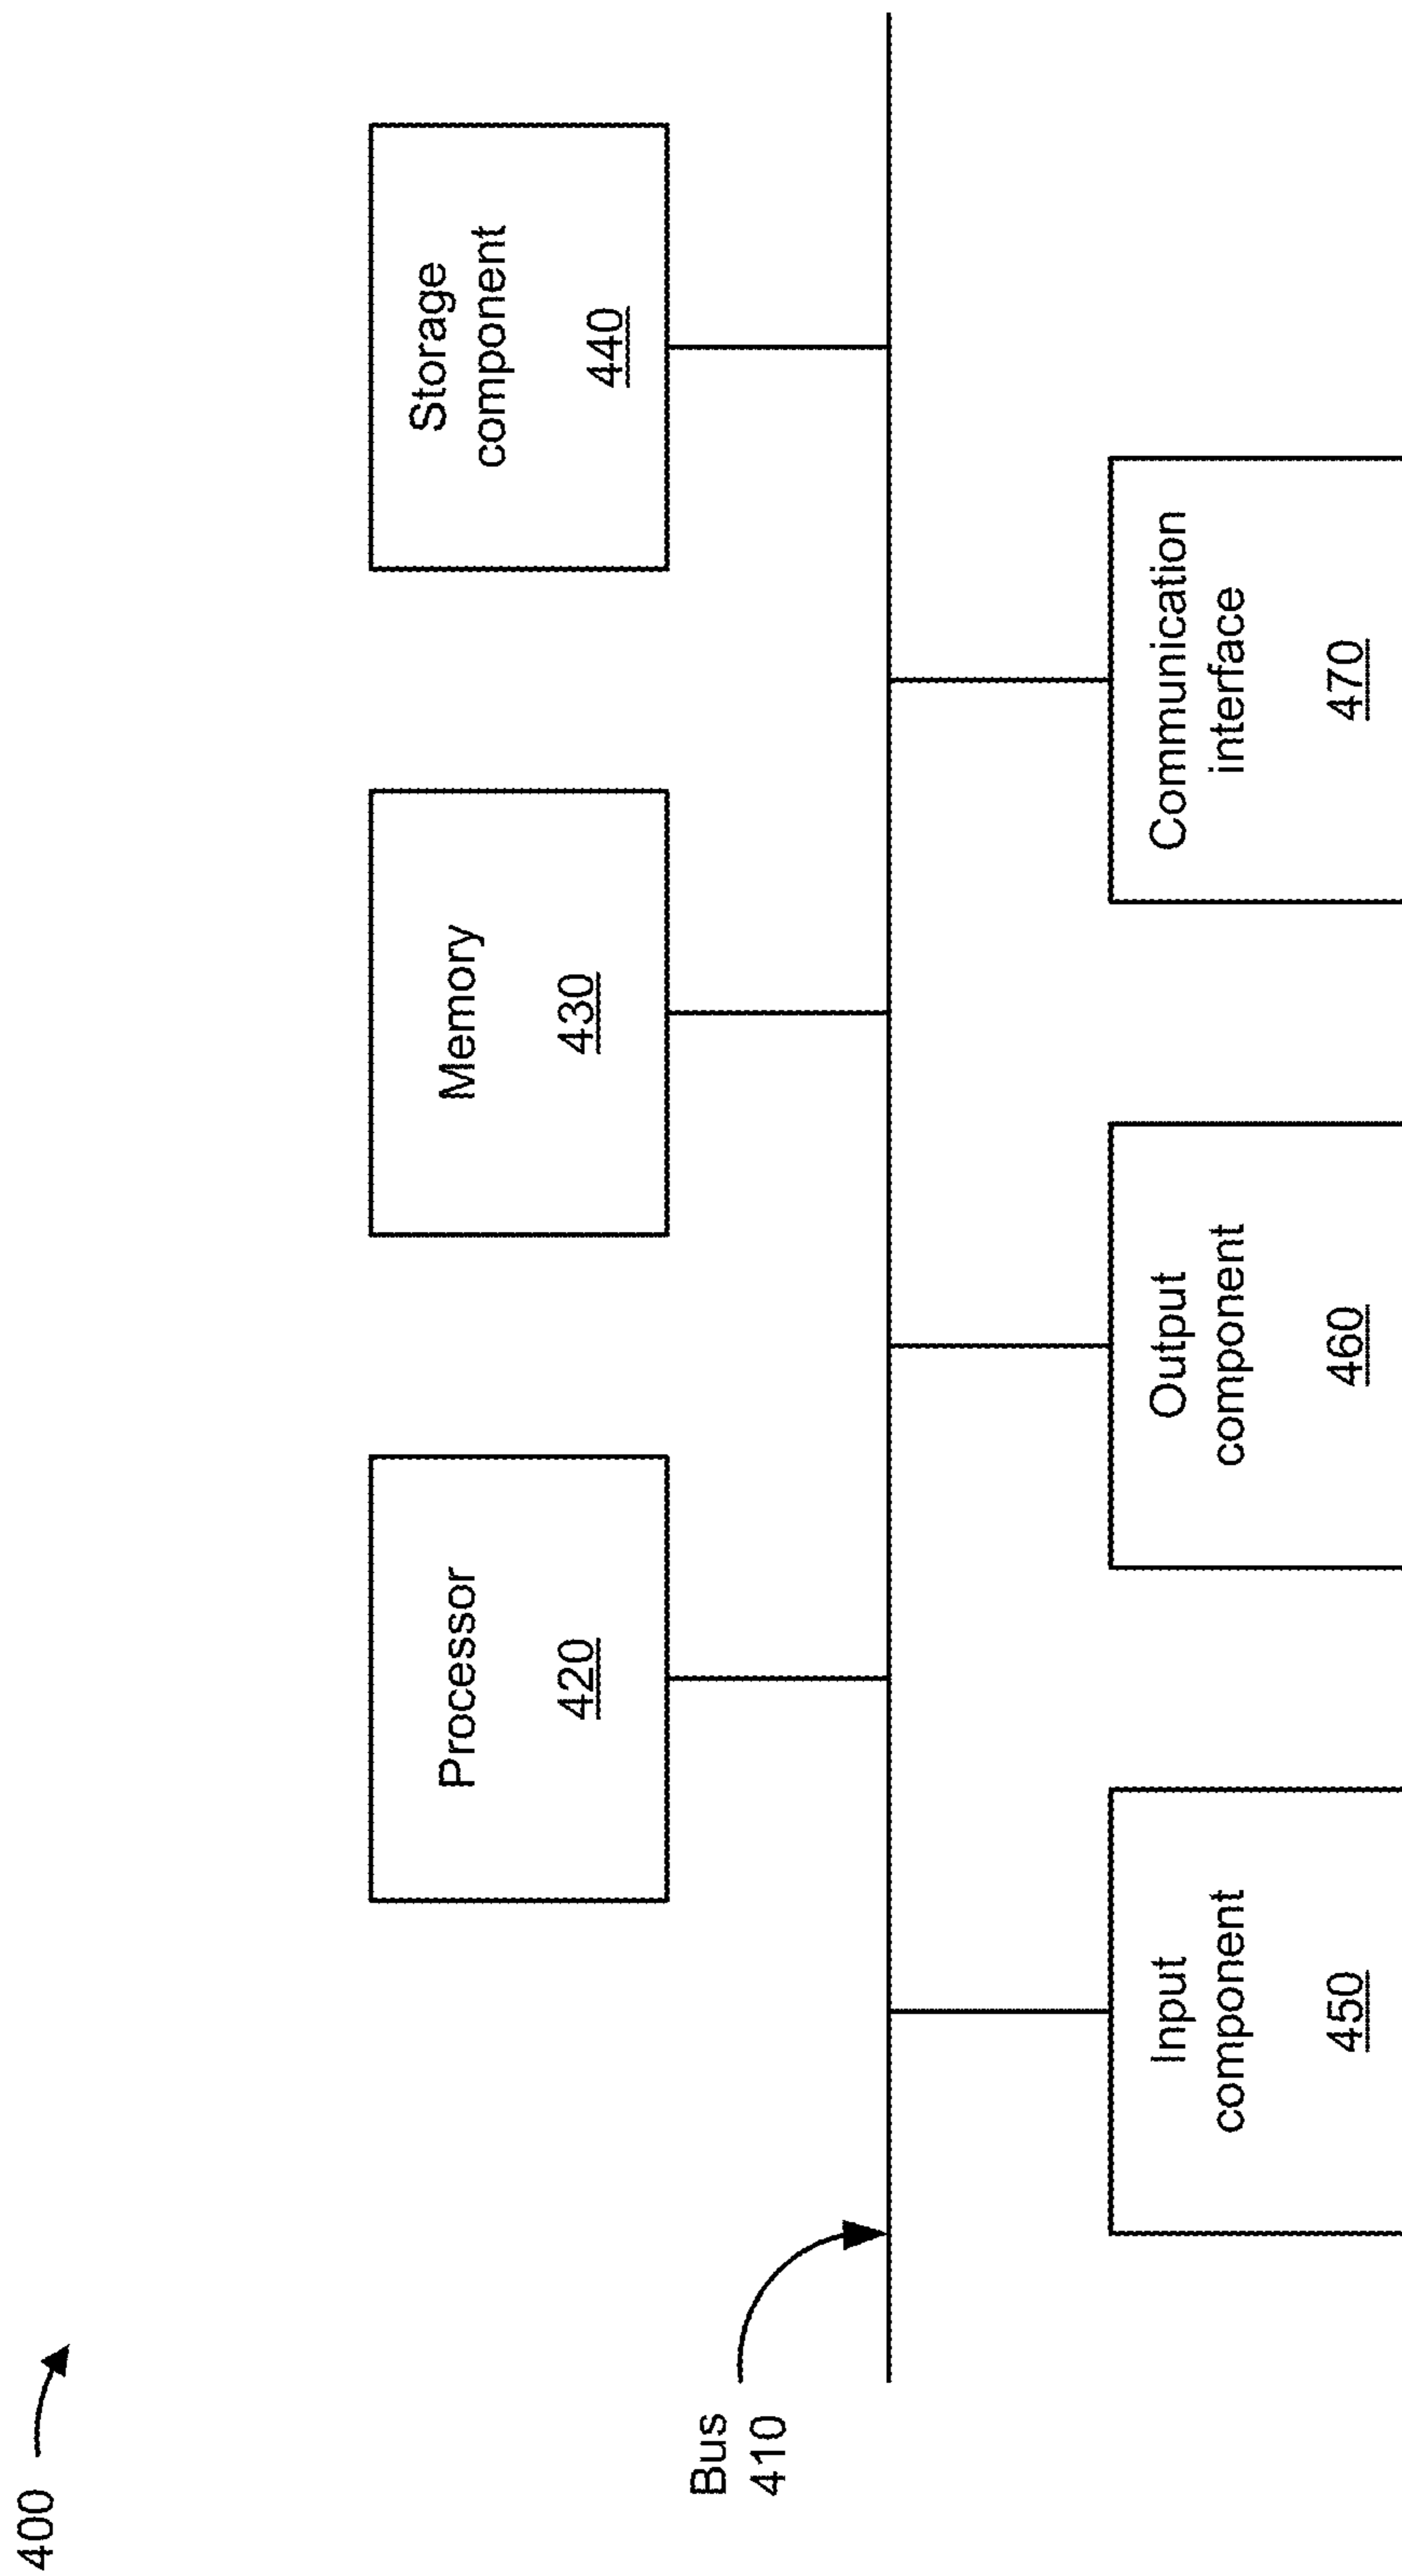 400
Processor
420
Memory
430
Storage
component
440
Bus
410
Input
component
450
Output
component
460
Communication
interface
470